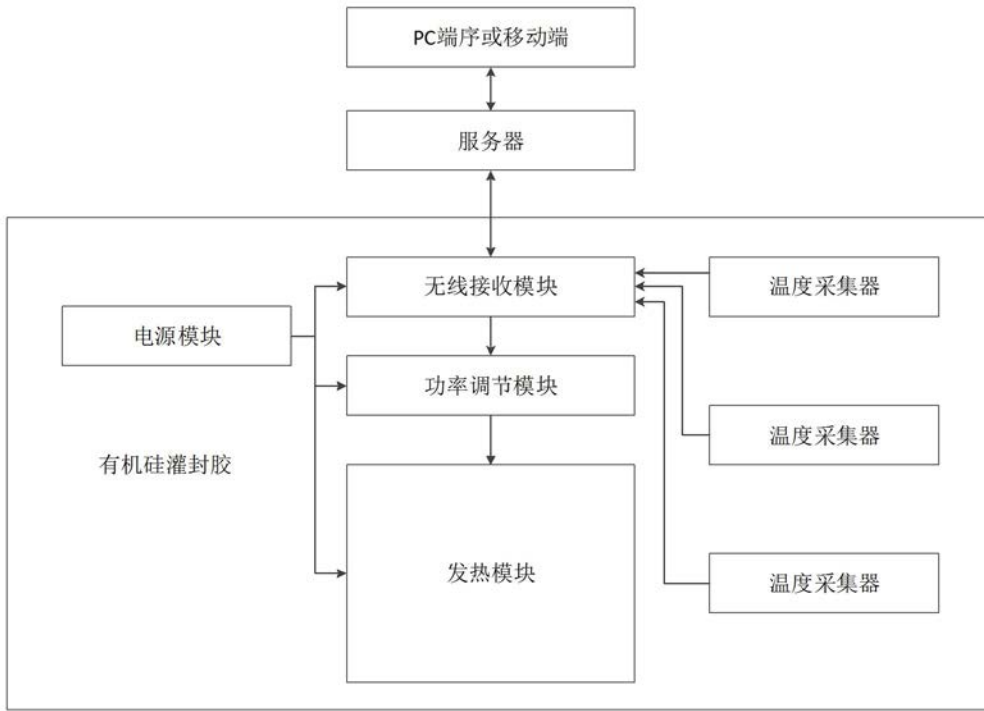 PC端序或移动端
服务器
无线接收模块
温度采集器
电源模块
功率调节模块
温度采集器
有机硅灌封胶
发热模块
温度采集器